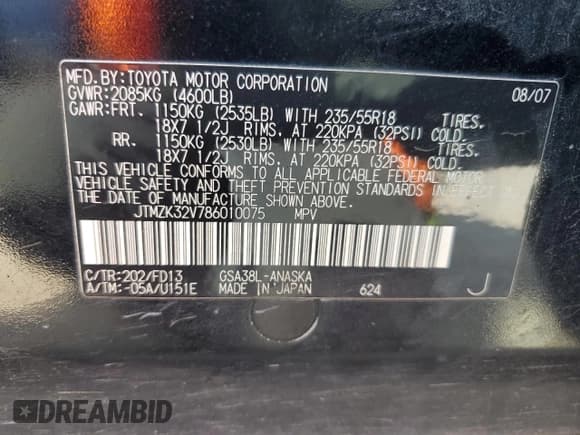 MFD.BY:TOYOTA MOTOR CORPORATION 08/07
GVWR:2085KG (4600LB)
GAWR:FRT. 1150KG (2535LB) WITH 235/55R18 TIRES.
18X7 1/2J RIMS. AT 220KPA (32PSI) COLD.
RR. 1150KG (2530LB) WITH 235/55R18 TIRES.
18X7 1/2J RIMS. AT 220KPA (32PSI) COLD.
THIS VEHICLE CONFORMS TO ALL APPLICABLE FEDERAL MOTOR
VEHICLE SAFETY AND THEFT PREVENTION STANDARDS IN EFFECT
ON THE DATE OF MANUFACTURE SHOWN ABOVE.
JTMZK32V786010075 MPV
C/TR:202/FD13 GSA38L-ANASKA
A/TM:-05A/U151E MADE IN JAPAN 624 J
DREAMBID